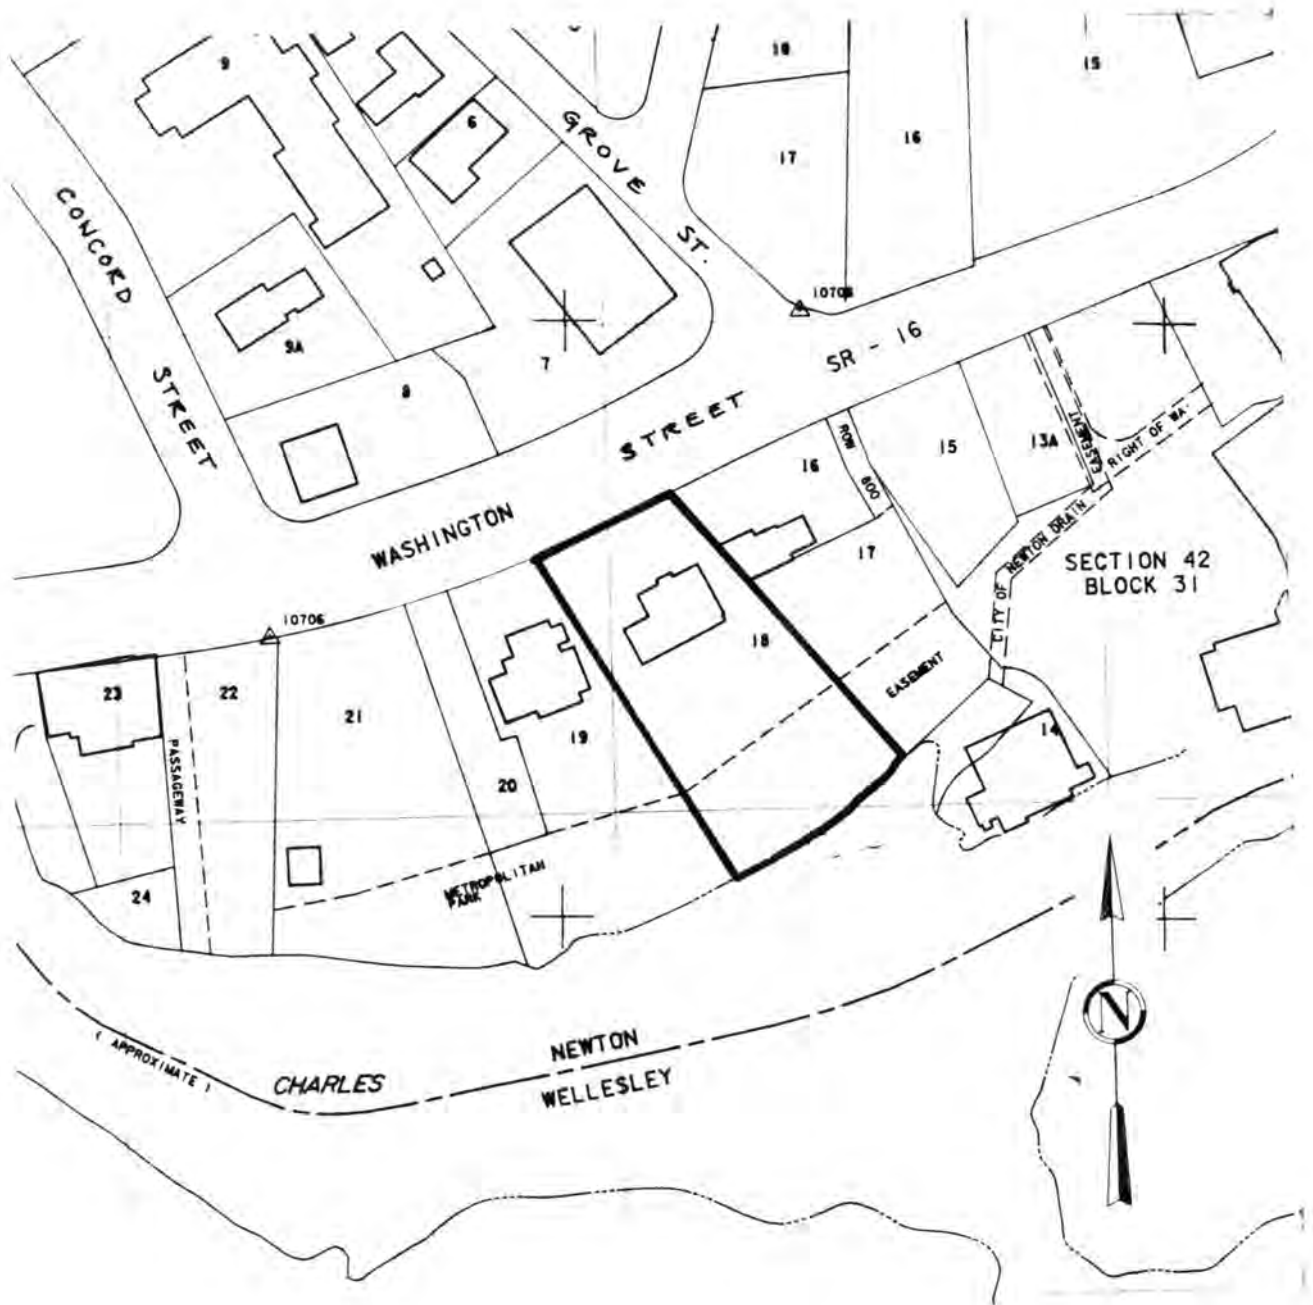 9
18
15
6
GROVE
ST.
17
16
CONCORD
STREET
9A
10706
SR - 16
7
8
STREET
WASHINGTON
16
ROW
800
15
13A
EASEMENT
RIGHT OF WA.
CITY OF NEWTON DRAIN
SECTION 42
BLOCK 31
17
10706
18
EASEMENT
23
22
21
19
20
14
PASSAGEWAY
METROPOLITAN
PARK
24
N
NEWTON
( APPROXIMATE )
CHARLES
WELLESLEY